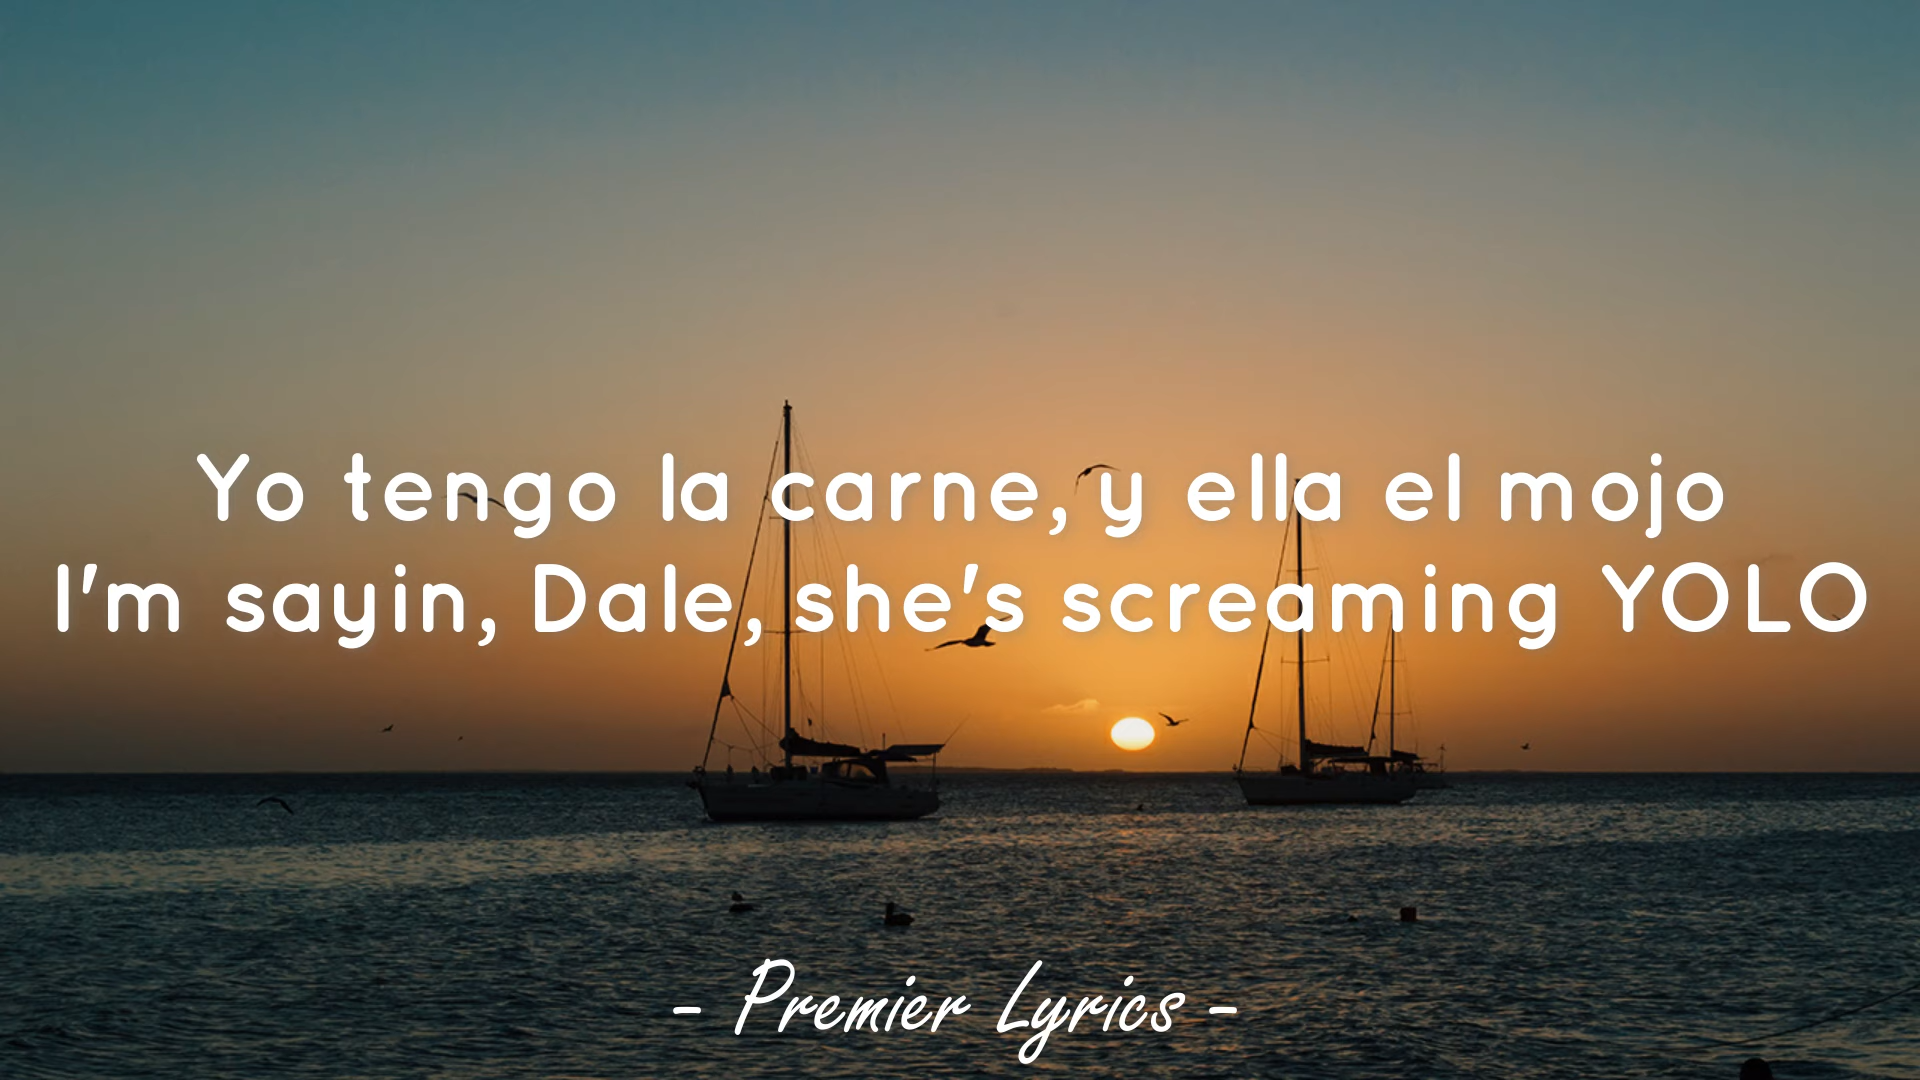 Yo tengo la carne, y ella el mojo
I'm sayin, Dale, she's screaming YOLO
- Premier Lyrics -